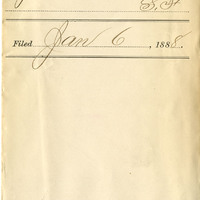 S. F.
Filed Jan 6, 1888.